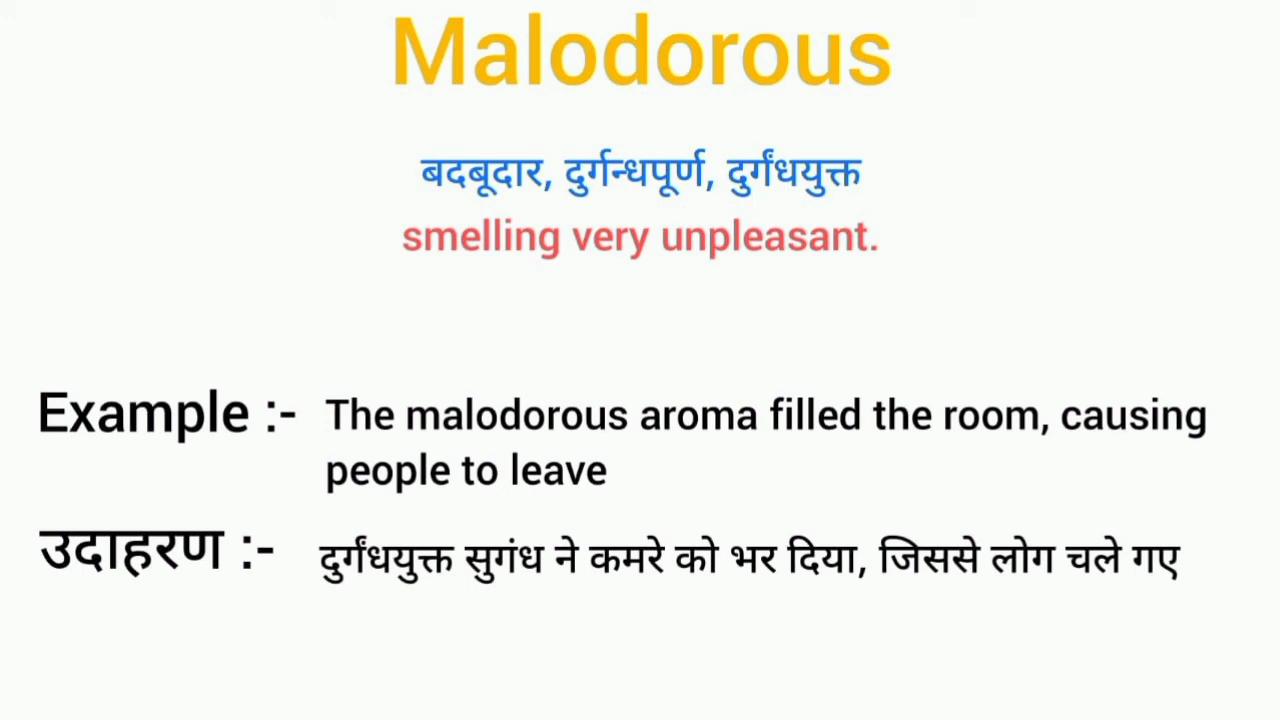 Malodorous
बदबूदार, दुर्गन्धपूर्ण, दुर्गंधयुक्त
smelling very unpleasant.
Example :- The malodorous aroma filled the room, causing
people to leave
उदाहरण :- दुर्गंधयुक्त सुगंध ने कमरे को भर दिया, जिससे लोग चले गए